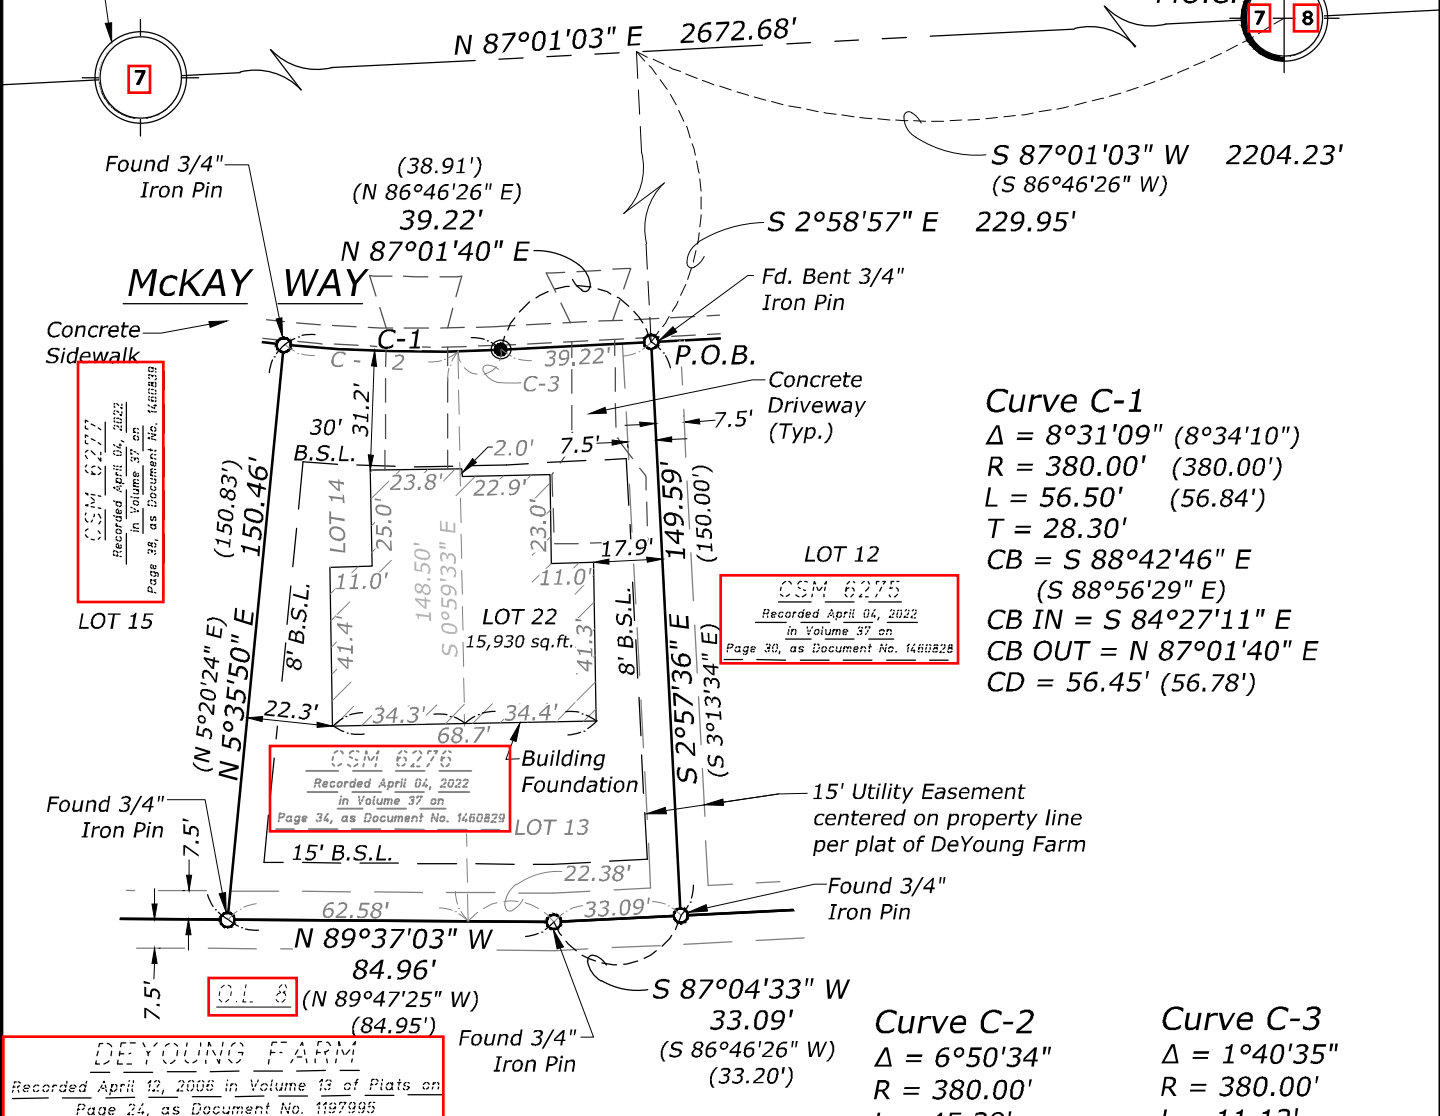 N 87°01'03" E 2672.68'
7
7 8
S 87°01'03" W 2204.23'
(S 86°46'26" W)
Found 3/4"
Iron Pin
(38.91')
(N 86°46'26" E)
39.22'
N 87°01'40" E
S 2°58'57" E 229.95'
McKAY WAY
Fd. Bent 3/4"
Iron Pin
Concrete
Sidewalk
C-1
C - 2
C-3
39.22'
P.O.B.
Concrete
Driveway
(Typ.)
7.5'
7.5'
31.2'
30'
B.S.L.
2.0'
23.8'
22.9'
CSM 6277
Recorded April 04, 2022
in Volume 37 on
Page 38, as Document No. 1460839
LOT 15
(150.83')
150.46'
LOT 14
25.0'
23.0'
148.50'
S 0°59'33" E
17.9'
149.59'
(150.00')
11.0'
11.0'
LOT 22
15,930 sq.ft.
41.4'
41.3'
8' B.S.L.
8' B.S.L.
LOT 12
CSM 6275
Recorded April 04, 2022
in Volume 37 on
Page 30, as Document No. 1460828
(N 5°20'24" E)
N 5°35'50" E
S 2°57'36" E
(S 3°13'34" E)
22.3'
34.3'
34.4'
68.7'
Building
Foundation
CSM 6276
Recorded April 04, 2022
in Volume 37 on
Page 34, as Document No. 1460829
LOT 13
15' B.S.L.
Curve C-1
Δ = 8°31'09" (8°34'10")
R = 380.00' (380.00')
L = 56.50' (56.84')
T = 28.30'
CB = S 88°42'46" E
(S 88°56'29" E)
CB IN = S 84°27'11" E
CB OUT = N 87°01'40" E
CD = 56.45' (56.78')
15' Utility Easement
centered on property line
per plat of DeYoung Farm
Found 3/4"
Iron Pin
7.5'
7.5'
62.58'
22.38'
33.09'
Found 3/4"
Iron Pin
N 89°37'03" W
84.96'
(N 89°47'25" W)
(84.95')
O.L 8
Found 3/4"
Iron Pin
S 87°04'33" W
33.09'
(S 86°46'26" W)
(33.20')
DEYOUNG FARM
Recorded April 12, 2006 in Volume 13 of Plats on
Page 24, as Document No. 1197995
Curve C-2
Δ = 6°50'34"
R = 380.00'
Curve C-3
Δ = 1°40'35"
R = 380.00'